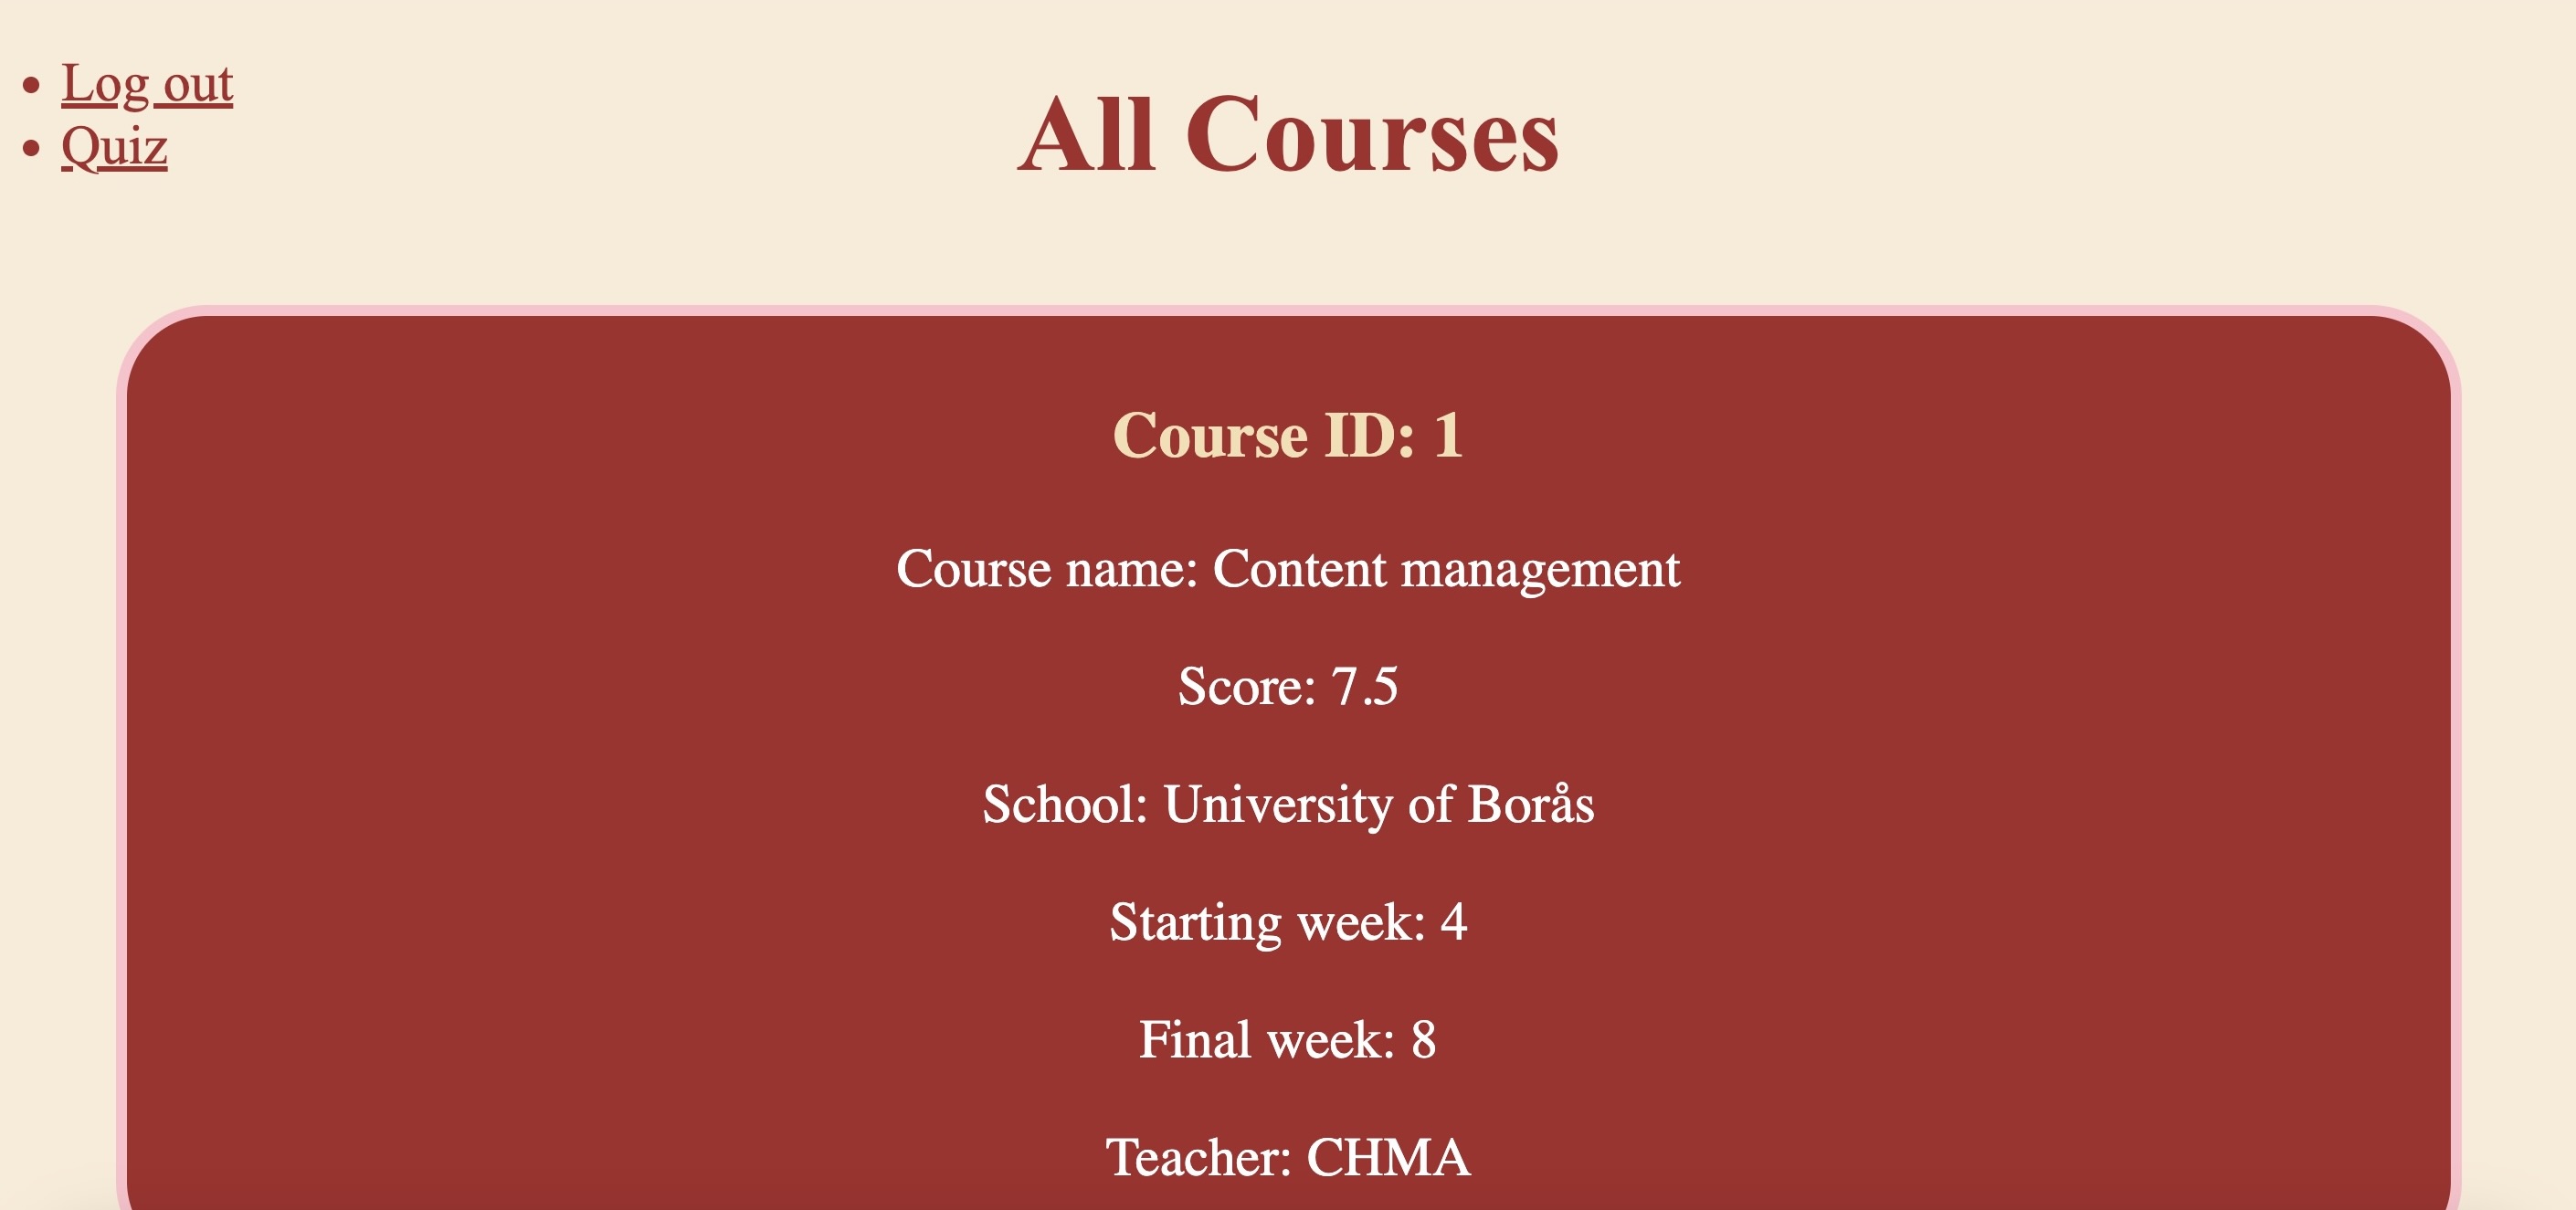 Log out
Quiz
All Courses
Course ID: 1
Course name: Content management
Score: 7.5
School: University of Borås
Starting week: 4
Final week: 8
Teacher: CHMA